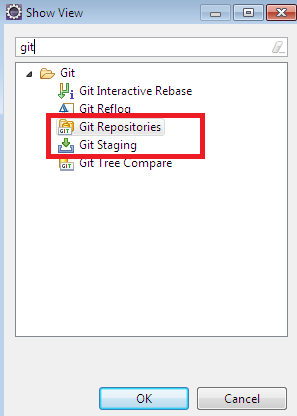 Show View
git
Git
Git Interactive Rebase
Git Reflog
Git Repositories
Git Staging
Git Tree Compare
OK
Cancel